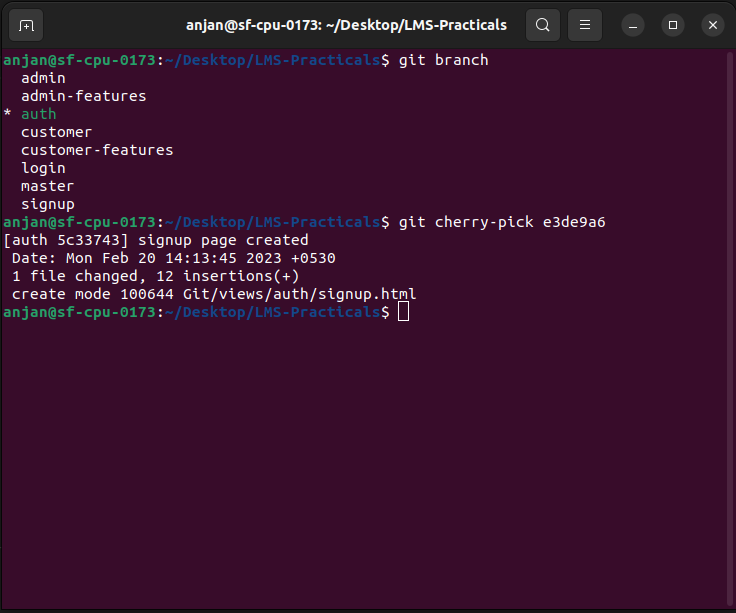 anjan@sf-cpu-0173: ~/Desktop/LMS-Practicals
anjan@sf-cpu-0173:~/Desktop/LMS-Practicals$ git branch
  admin
  admin-features
* auth
  customer
  customer-features
  login
  master
  signup
anjan@sf-cpu-0173:~/Desktop/LMS-Practicals$ git cherry-pick e3de9a6
[auth 5c33743] signup page created
 Date: Mon Feb 20 14:13:45 2023 +0530
 1 file changed, 12 insertions(+)
 create mode 100644 Git/views/auth/signup.html
anjan@sf-cpu-0173:~/Desktop/LMS-Practicals$